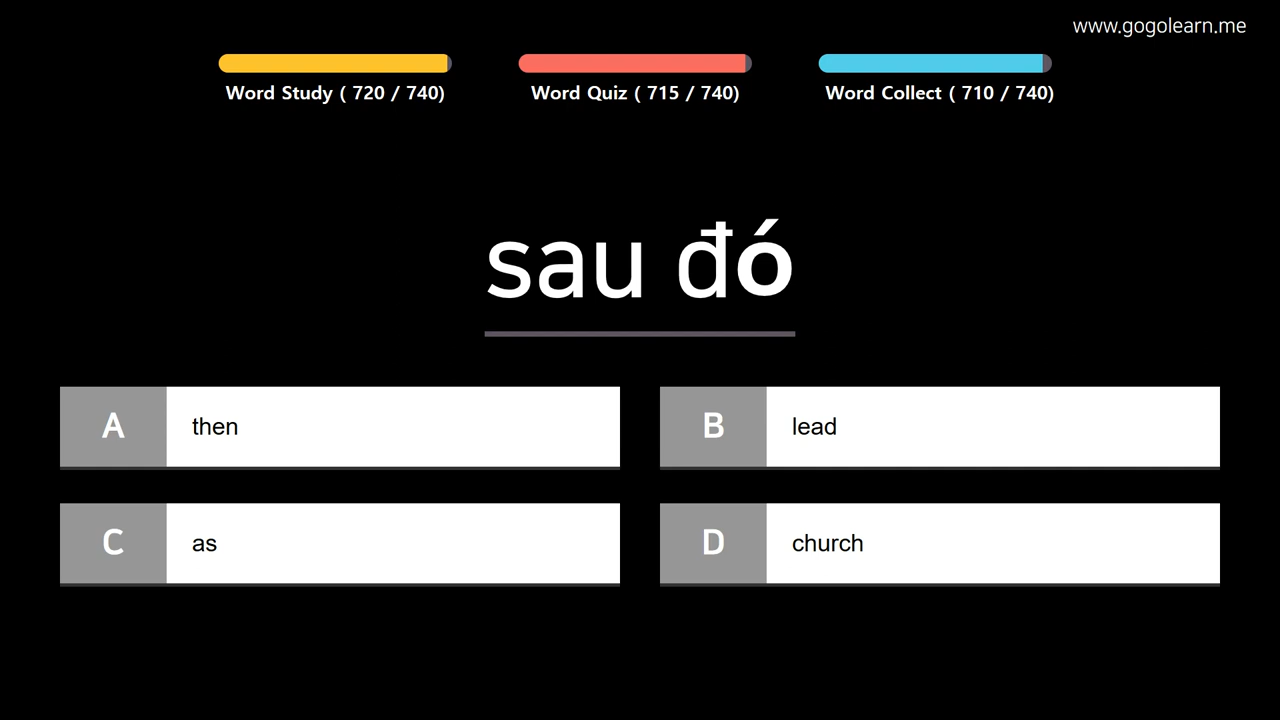 www.gogolearn.me
Word Study ( 720 / 740)
Word Quiz ( 715 / 740)
Word Collect ( 710 / 740)
sau đó
A then
B lead
C as
D church